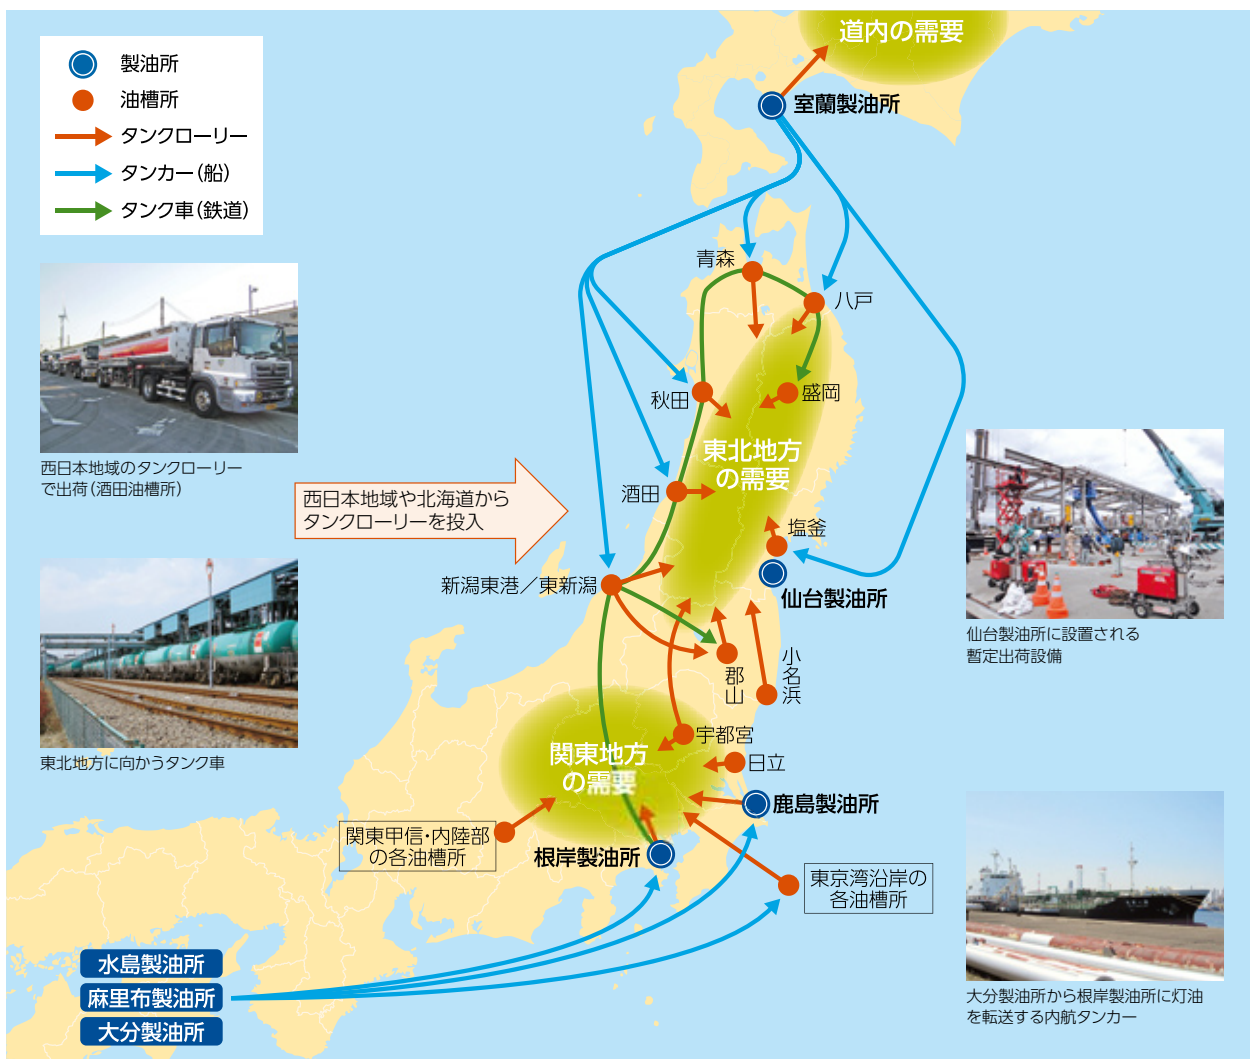 道内の需要
製油所
油槽所
タンクローリー
タンカー(船)
タンク車(鉄道)
室蘭製油所
青森
八戸
秋田
盛岡
東北地方
の需要
西日本地域のタンクローリー
で出荷(酒田油槽所)
酒田
西日本地域や北海道から
タンクローリーを投入
塩釜
新潟東港／東新潟
仙台製油所
仙台製油所に設置される
暫定出荷設備
郡山
小名浜
東北地方に向かうタンク車
宇都宮
関東地方
の需要
日立
鹿島製油所
関東甲信・内陸部
の各油槽所
根岸製油所
東京湾沿岸の
各油槽所
水島製油所
麻里布製油所
大分製油所
大分製油所から根岸製油所に灯油
を転送する内航タンカー